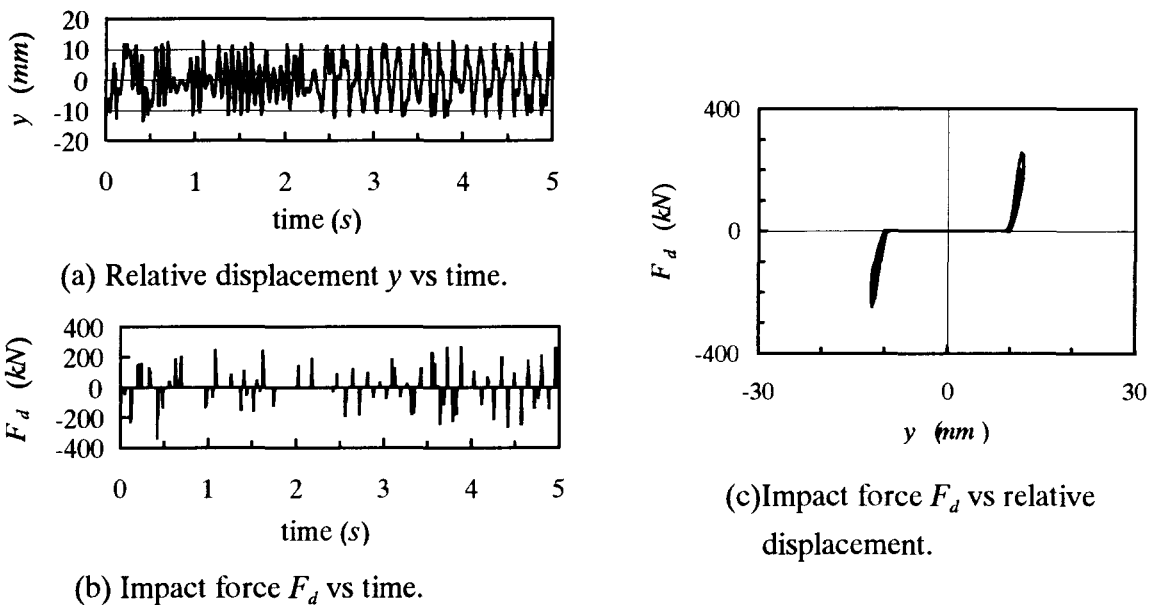 20
10
0
-10
-20
y (mm)
0 1 2 3 4 5
time (s)
(a) Relative displacement y vs time.
400
200
0
-200
-400
F_d (kN)
0 1 2 3 4 5
time (s)
(b) Impact force F_d vs time.
400
0
-400
F_d (kN)
-30 0 30
y (mm)
(c)Impact force F_d vs relative
displacement.